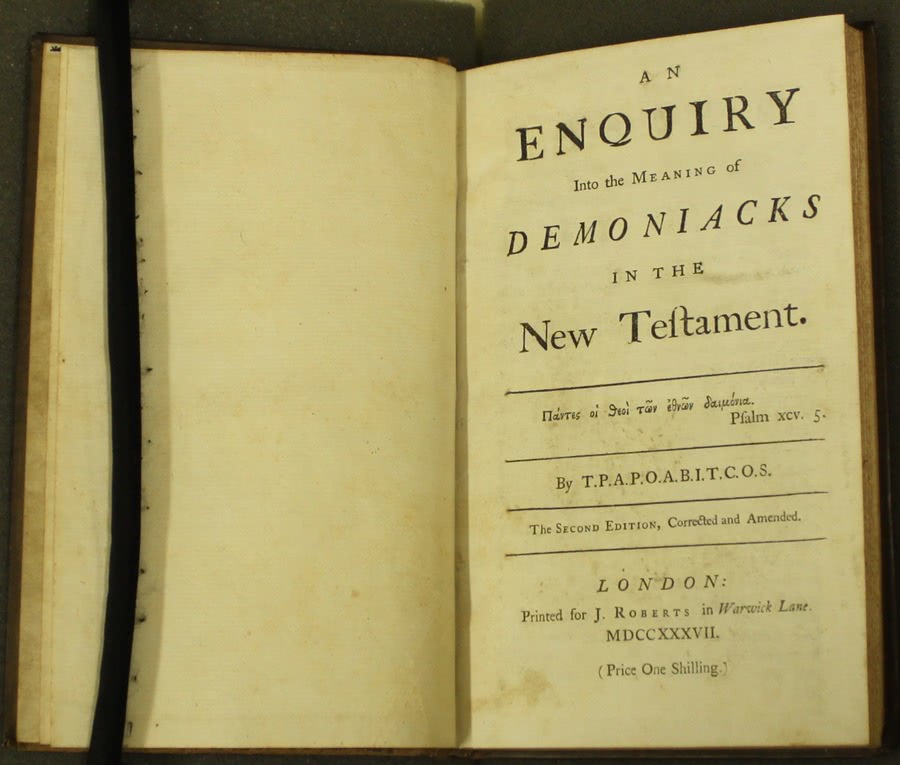 AN
ENQUIRY
Into the MEANING of
DEMONIACKS
IN THE
New Teſtament.
Πάντες οἱ θεοὶ τῶν ἐθνῶν δαιμόνια.
Pſalm xcv. 5.
By T.P.A.P.O.A.B.I.T.C.O.S.
The SECOND EDITION, Corrected and Amended.
LONDON:
Printed for J. ROBERTS in Warwick Lane.
MDCCXXXVII.
(Price One Shilling.)